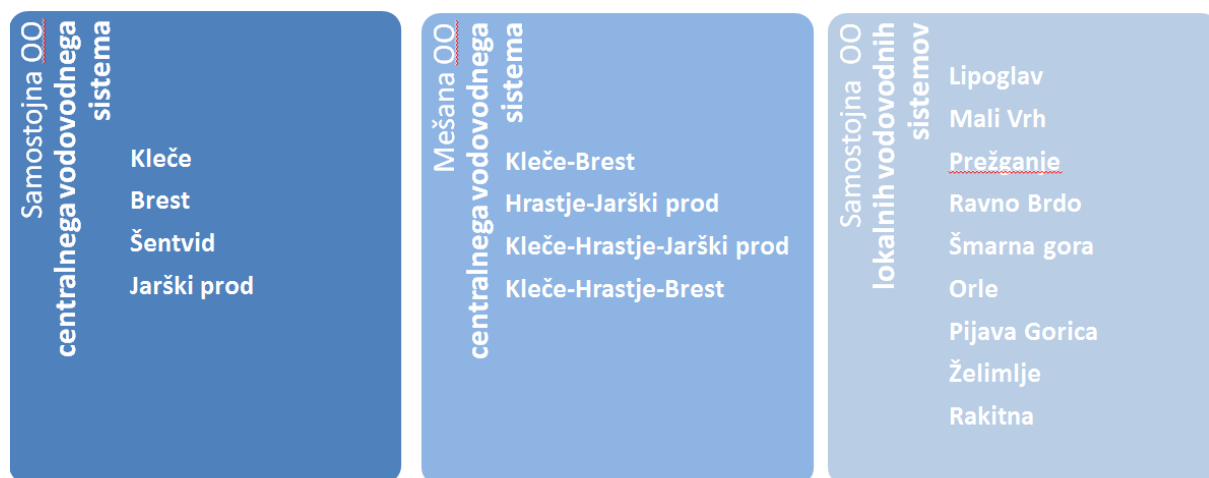 Samostojna OO
centralnega vodovodnega
sistema
Kleče
Brest
Šentvid
Jarški prod
Mešana OO
centralnega vodovodnega
sistema
Kleče-Brest
Hrastje-Jarški prod
Kleče-Hrastje-Jarški prod
Kleče-Hrastje-Brest
Samostojna OO
lokalnih vodovodnih
sistemov
Lipoglav
Mali Vrh
Prežganje
Ravno Brdo
Šmarna gora
Orle
Pijava Gorica
Želimlje
Rakitna